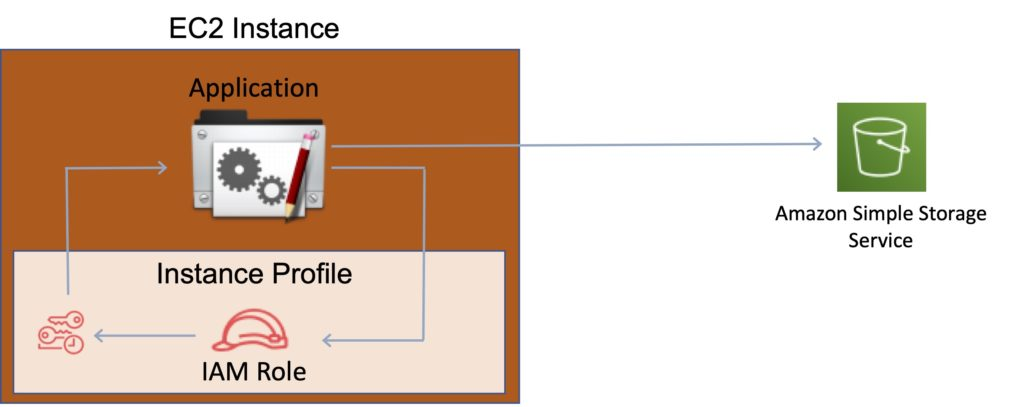 EC2 Instance
Application
Amazon Simple Storage
Service
Instance Profile
IAM Role